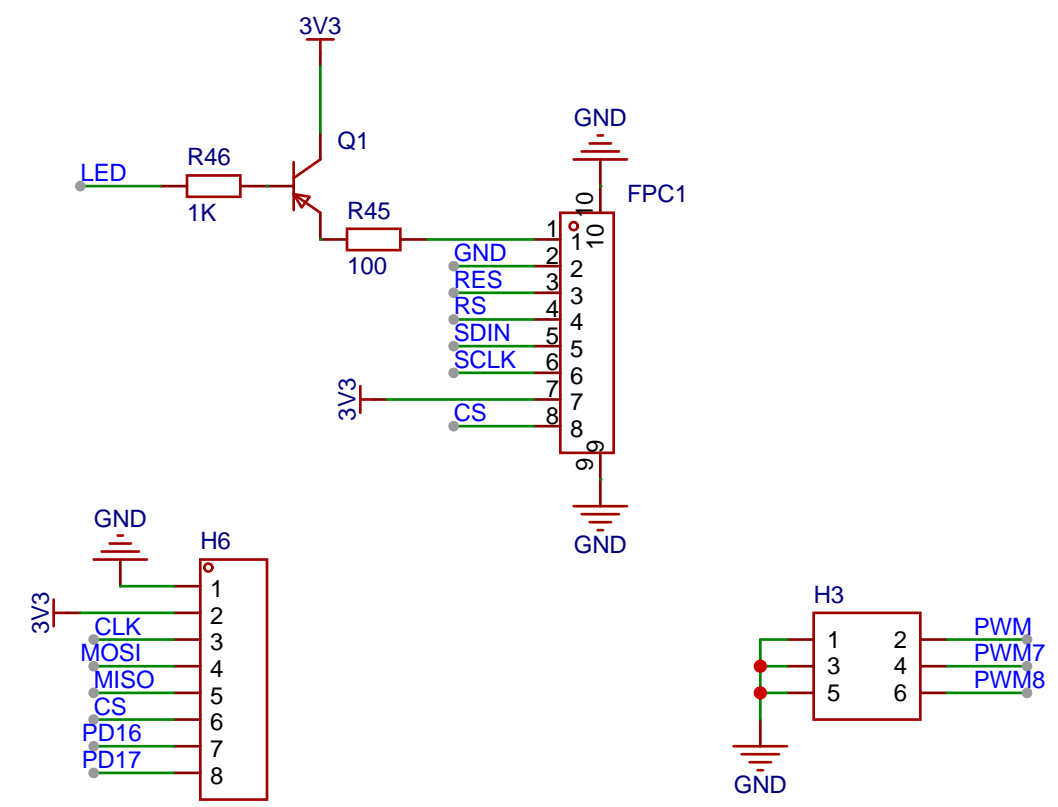 3V3
Q1
LED
R46
1K
R45
100
GND
FPC1
10
10
1
1
GND
2
2
RES
3
3
RS
4
4
SDIN
5
5
SCLK
6
6
3V3
7
7
CS
8
8
9
9
GND
GND
H6
1
3V3
2
CLK
3
MOSI
4
MISO
5
CS
6
PD16
7
PD17
8
H3
1
2
PWM
3
4
PWM7
5
6
PWM8
GND